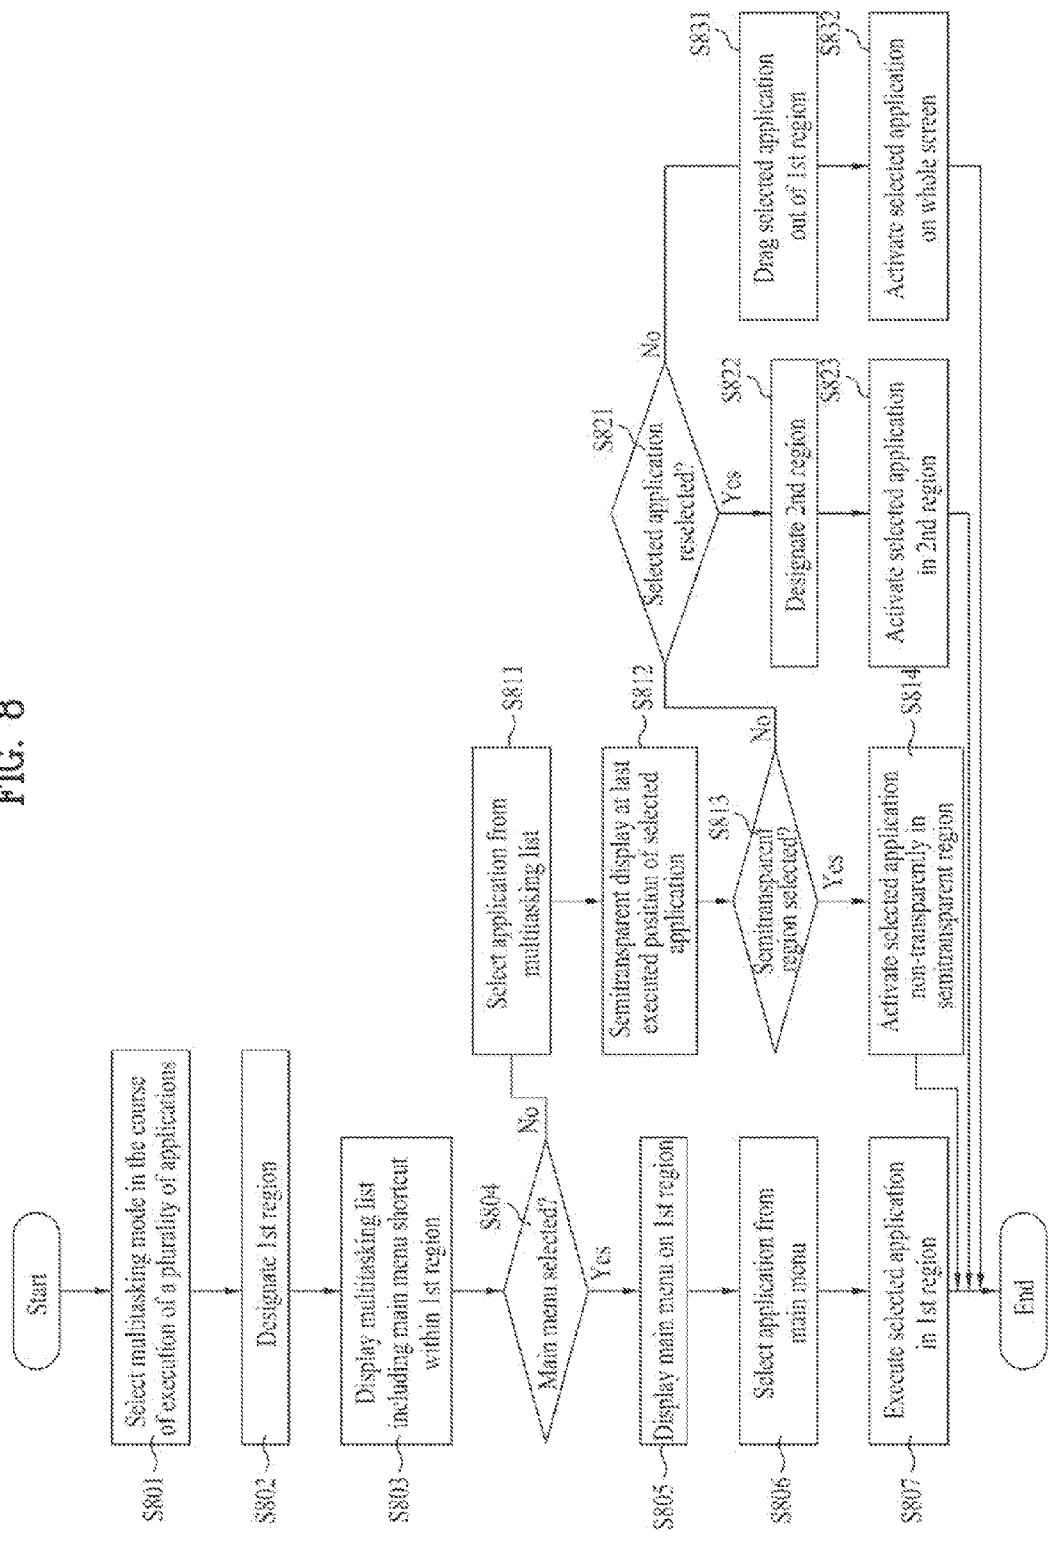 FIG. 8
Start
Select multitasking mode in the course
of execution of a plurality of applications
S801
Designate 1st region
S802
Display multitasking list
including main menu shortcut
within 1st region
S803
Main menu selected?
S804
Yes
No
Display main menu on 1st region
S805
Select application from
main menu
S806
Execute selected application
in 1st region
S807
Select application from
multitasking list
S811
Semitransparent display at last
executed position of selected
application
S812
Semitransparent
region selected?
S813
Yes
No
Activate selected application
non-transparently in
semitransparent region
S814
Selected application
reselected?
S821
Yes
No
Designate 2nd region
S822
Activate selected application
in 2nd region
S823
Drag selected application
out of 1st region
S831
Activate selected application
on whole screen
S832
End